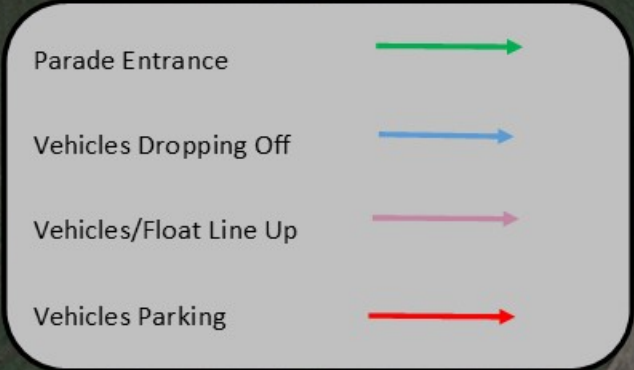 Parade Entrance
Vehicles Dropping Off
Vehicles/Float Line Up
Vehicles Parking